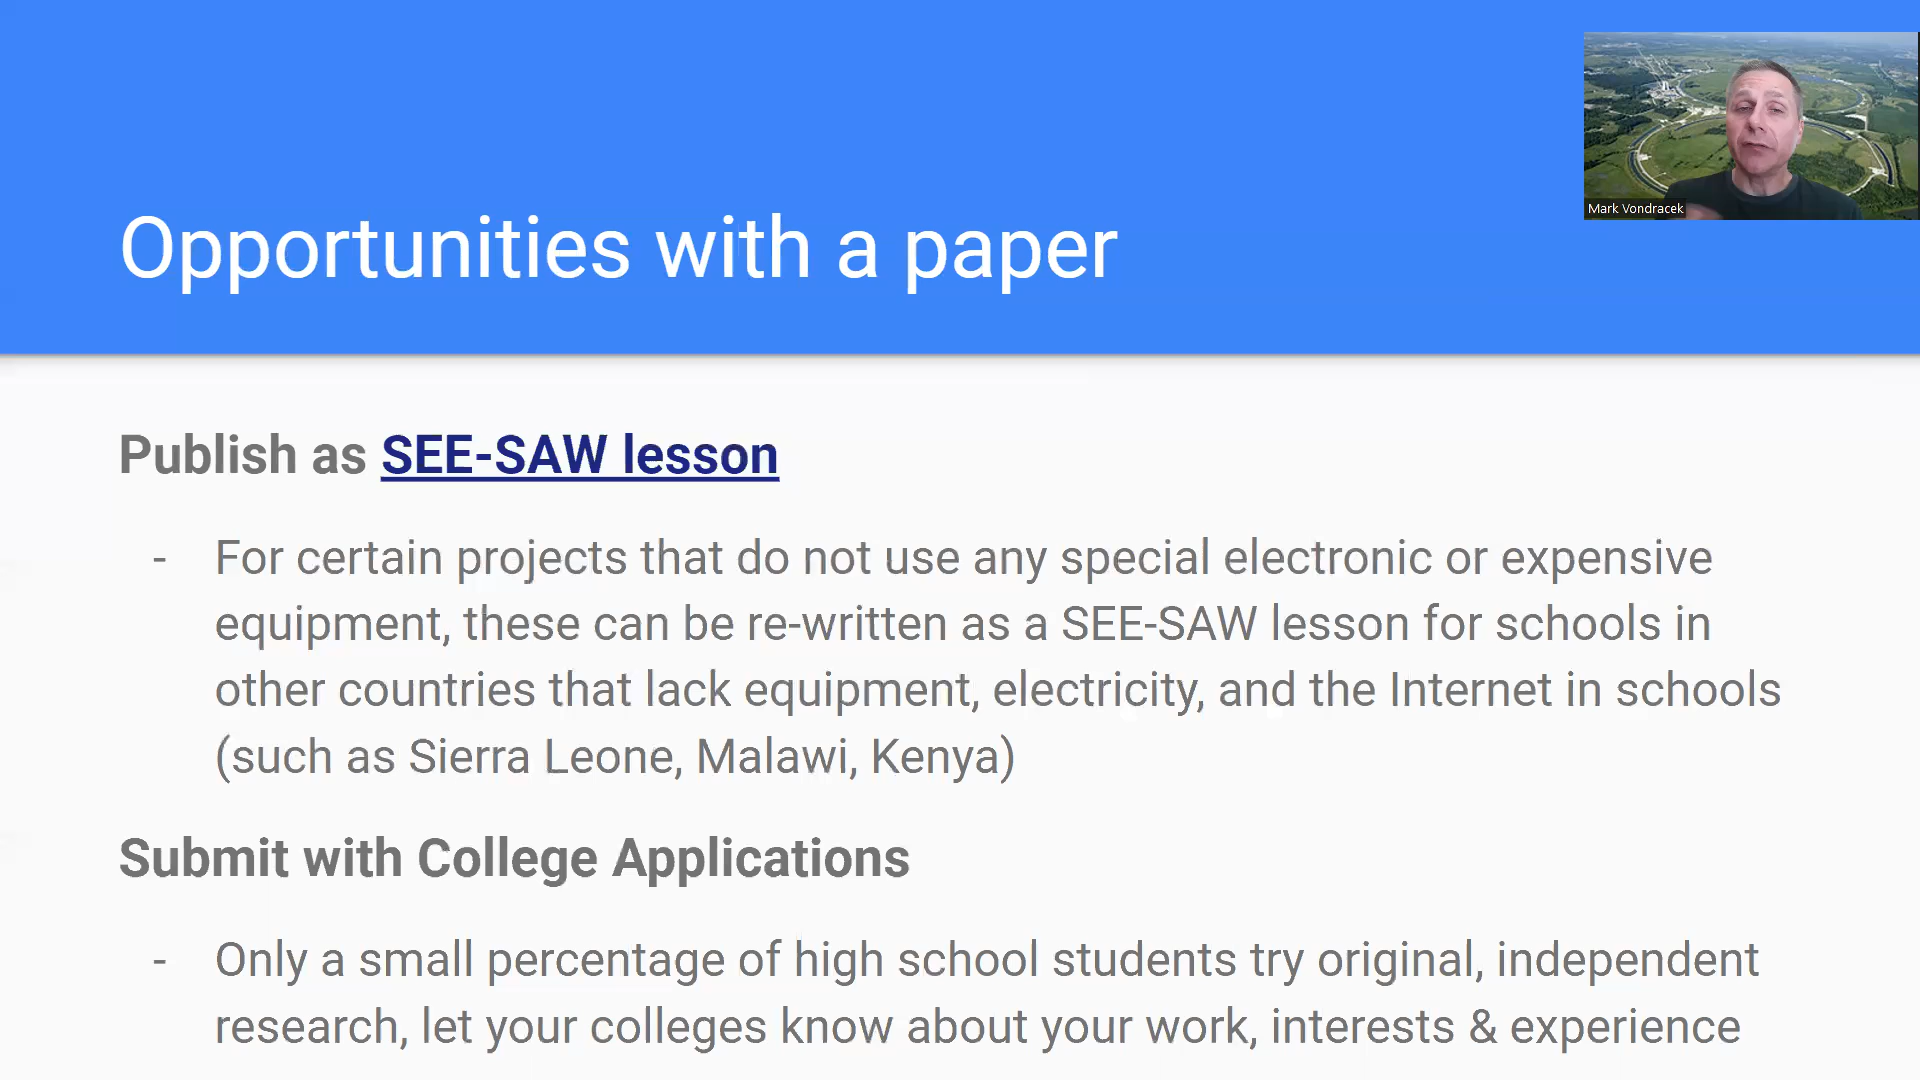 Mark Vondracek
Opportunities with a paper
Publish as SEE-SAW lesson
- For certain projects that do not use any special electronic or expensive
equipment, these can be re-written as a SEE-SAW lesson for schools in
other countries that lack equipment, electricity, and the Internet in schools
(such as Sierra Leone, Malawi, Kenya)
Submit with College Applications
- Only a small percentage of high school students try original, independent
research, let your colleges know about your work, interests & experience